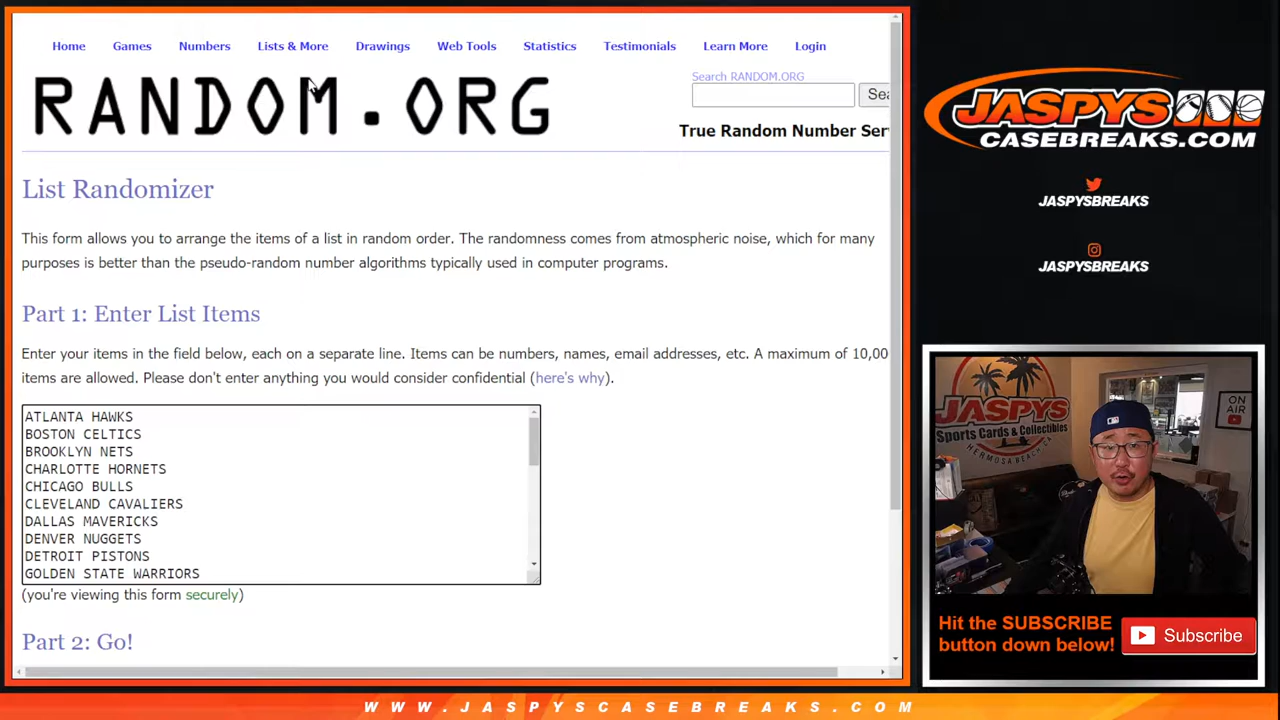 Home Games Numbers Lists & More Drawings Web Tools Statistics Testimonials Learn More Login
RANDOM.ORG
Search RANDOM.ORG
Sea
True Random Number Ser
List Randomizer
This form allows you to arrange the items of a list in random order. The randomness comes from atmospheric noise, which for many
purposes is better than the pseudo-random number algorithms typically used in computer programs.
Part 1: Enter List Items
Enter your items in the field below, each on a separate line. Items can be numbers, names, email addresses, etc. A maximum of 10,00
items are allowed. Please don't enter anything you would consider confidential (here's why).
ATLANTA HAWKS
BOSTON CELTICS
BROOKLYN NETS
CHARLOTTE HORNETS
CHICAGO BULLS
CLEVELAND CAVALIERS
DALLAS MAVERICKS
DENVER NUGGETS
DETROIT PISTONS
GOLDEN STATE WARRIORS
(you're viewing this form securely)
Part 2: Go!
JASPYS
CASEBREAKS.COM
JASPYSBREAKS
JASPYSBREAKS
JASPYS
Sports Cards & Collectibles
HERMOSA BEACH CA
ON AIR
Hit the SUBSCRIBE
button down below!
Subscribe
WWW.JASPYSCASEBREAKS.COM